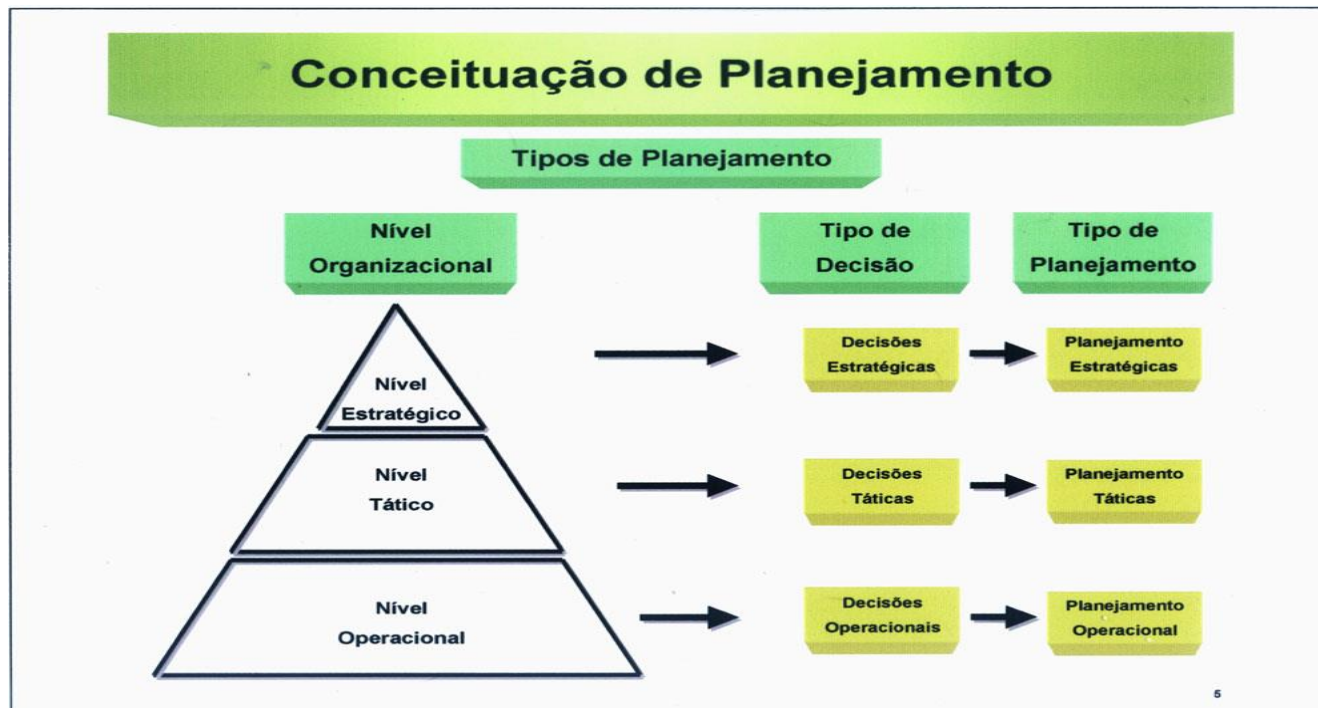 Conceituação de Planejamento
Tipos de Planejamento
Nível
Organizacional
Tipo de
Decisão
Tipo de
Planejamento
Nível
Estratégico
Decisões
Estratégicas
Planejamento
Estratégicas
Nível
Tático
Decisões
Táticas
Planejamento
Táticas
Nível
Operacional
Decisões
Operacionais
Planejamento
Operacional
5